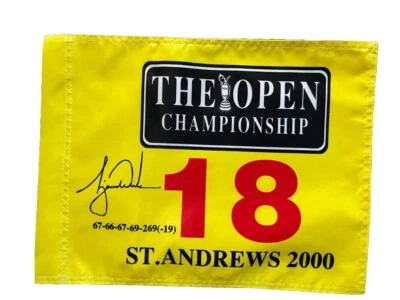 THE OPEN
CHAMPIONSHIP
18
67-66-67-69-269(-19)
ST.ANDREWS 2000